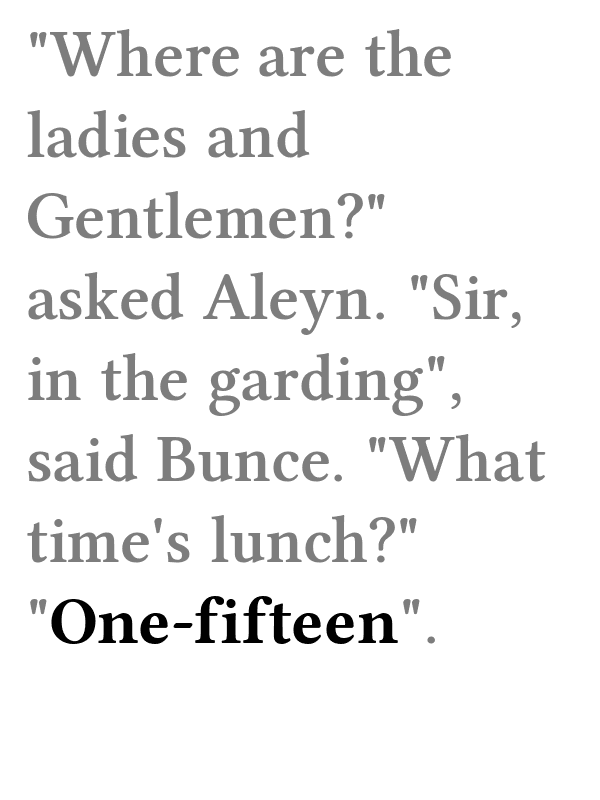 "Where are the
ladies and
Gentlemen?"
asked Aleyn. "Sir,
in the garding",
said Bunce. "What
time's lunch?"
"One-fifteen".